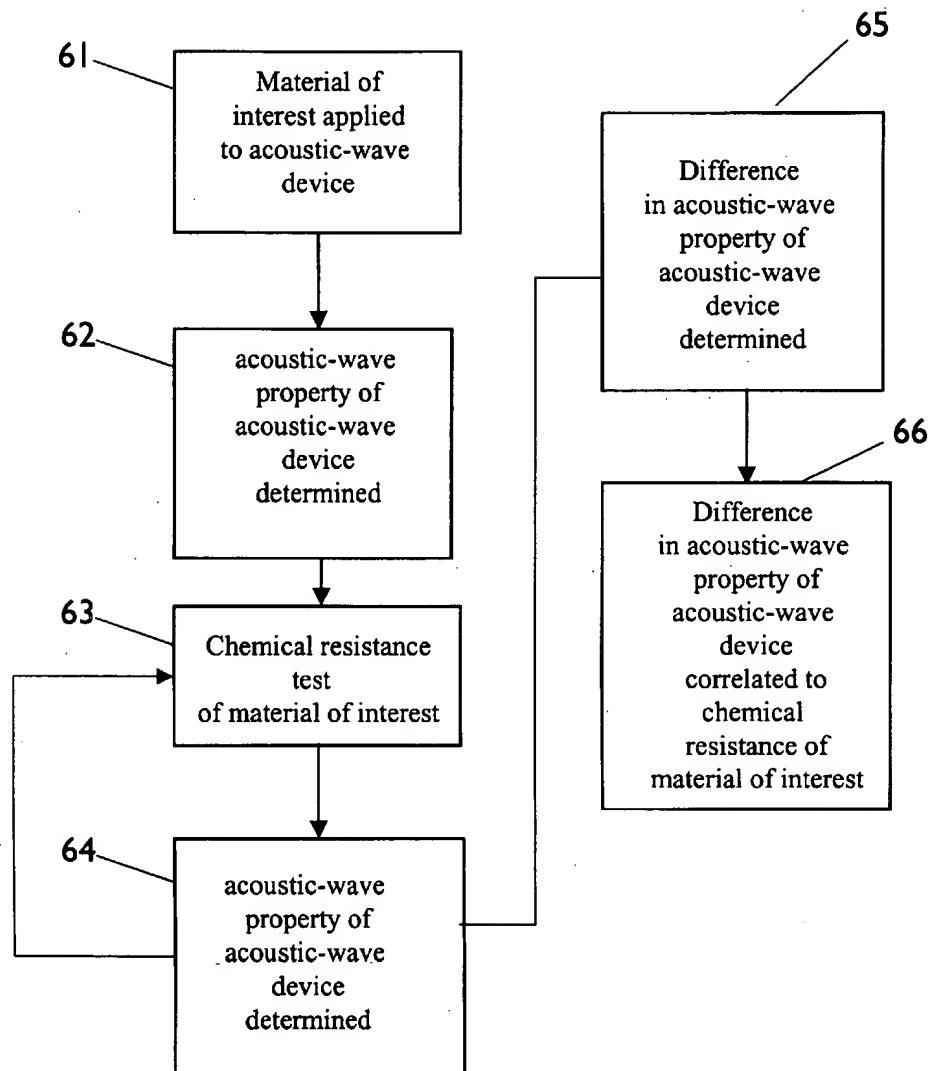 61
Material of
interest applied
to acoustic-wave
device
62
acoustic-wave
property of
acoustic-wave
device
determined
63
Chemical resistance
test
of material of interest
64
acoustic-wave
property of
acoustic-wave
device
determined
65
Difference
in acoustic-wave
property of
acoustic-wave
device
determined
66
Difference
in acoustic-wave
property of
acoustic-wave
device
correlated to
chemical
resistance of
material of interest